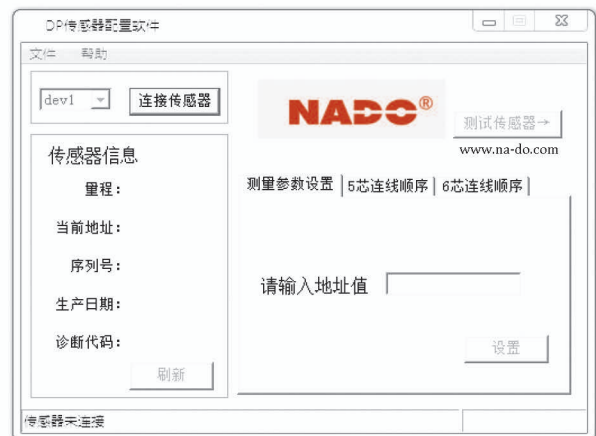 DP传感器配置软件
文件 帮助
dev1 连接传感器
NADO®
测试传感器→
www.na-do.com
传感器信息
量程：
当前地址：
序列号：
生产日期：
诊断代码：
刷新
测量参数设置 5芯连线顺序 6芯连线顺序
请输入地址值
设置
传感器未连接